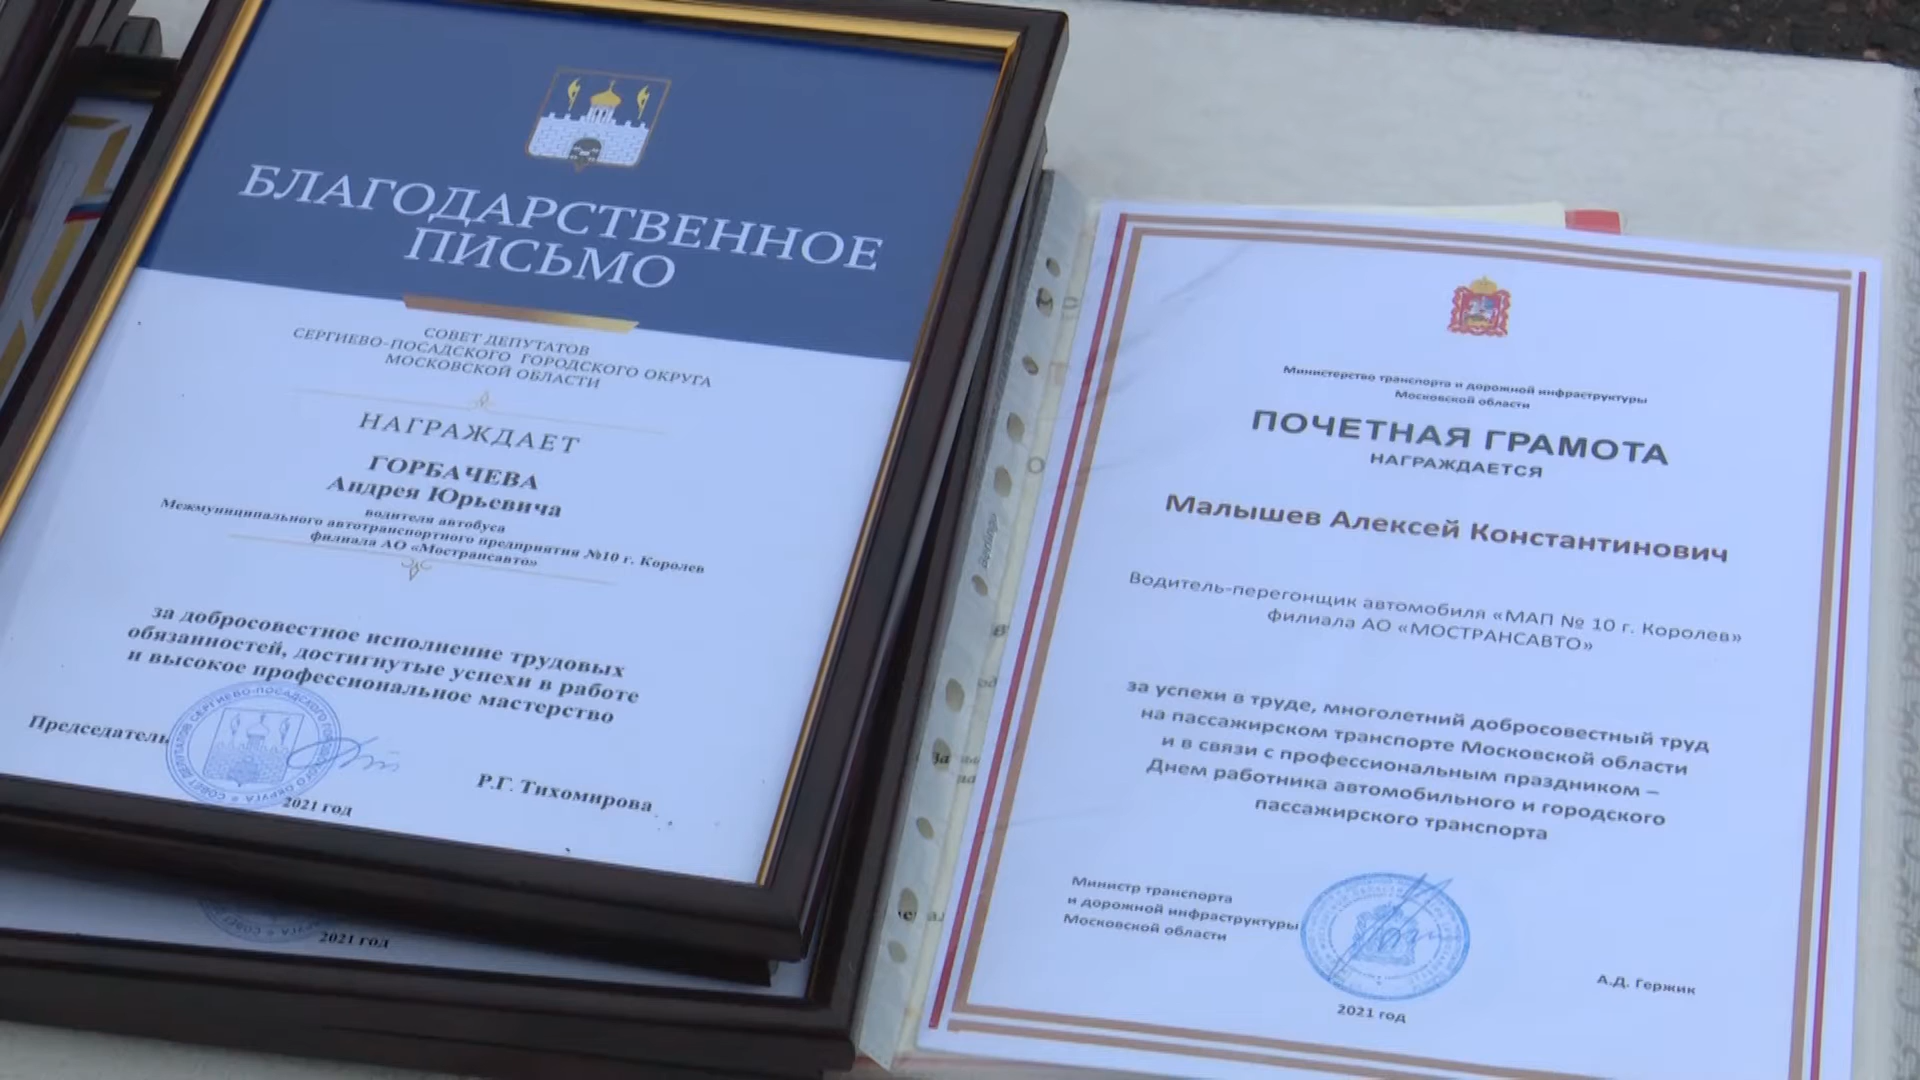 БЛАГОДАРСТВЕННОЕ
ПИСЬМО
СОВЕТ ДЕПУТАТОВ
СЕРГИЕВО-ПОСАДСКОГО ГОРОДСКОГО ОКРУГА
МОСКОВСКОЙ ОБЛАСТИ
НАГРАЖДАЕТ
ГОРБАЧЕВА
Андрея Юрьевича
водителя автобуса
Межмуниципального автотранспортного предприятия №10 г. Королев
филиала АО «Мострансавто»
за добросовестное исполнение трудовых
обязанностей, достигнутые успехи в работе
и высокое профессиональное мастерство
Председатель
Р.Г. Тихомирова
2021 год
2021 год
Министерство транспорта и дорожной инфраструктуры
Московской области
ПОЧЕТНАЯ ГРАМОТА
НАГРАЖДАЕТСЯ
Малышев Алексей Константинович
Водитель-перегонщик автомобиля «МАП № 10 г. Королев»
филиала АО «МОСТРАНСАВТО»
за успехи в труде, многолетний добросовестный труд
на пассажирском транспорте Московской области
и в связи с профессиональным праздником –
Днем работника автомобильного и городского
пассажирского транспорта
Министр транспорта
и дорожной инфраструктуры
Московской области
А.Д. Гержик
2021 год